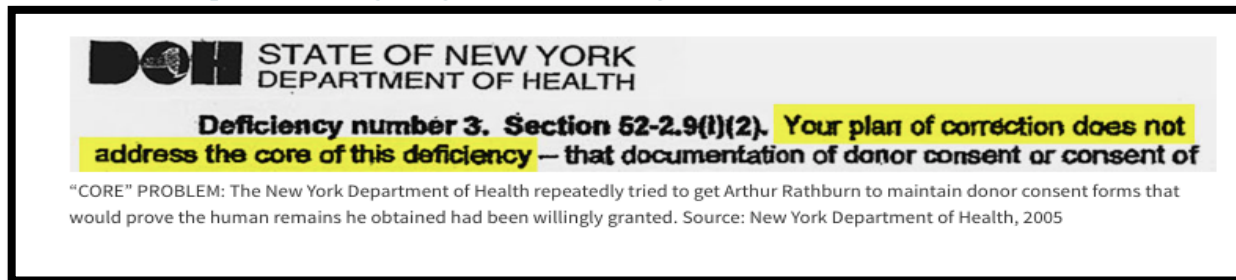 DOH STATE OF NEW YORK
DEPARTMENT OF HEALTH
Deficiency number 3. Section 52-2.9(l)(2). Your plan of correction does not
address the core of this deficiency — that documentation of donor consent or consent of
“CORE” PROBLEM: The New York Department of Health repeatedly tried to get Arthur Rathburn to maintain donor consent forms that
would prove the human remains he obtained had been willingly granted. Source: New York Department of Health, 2005